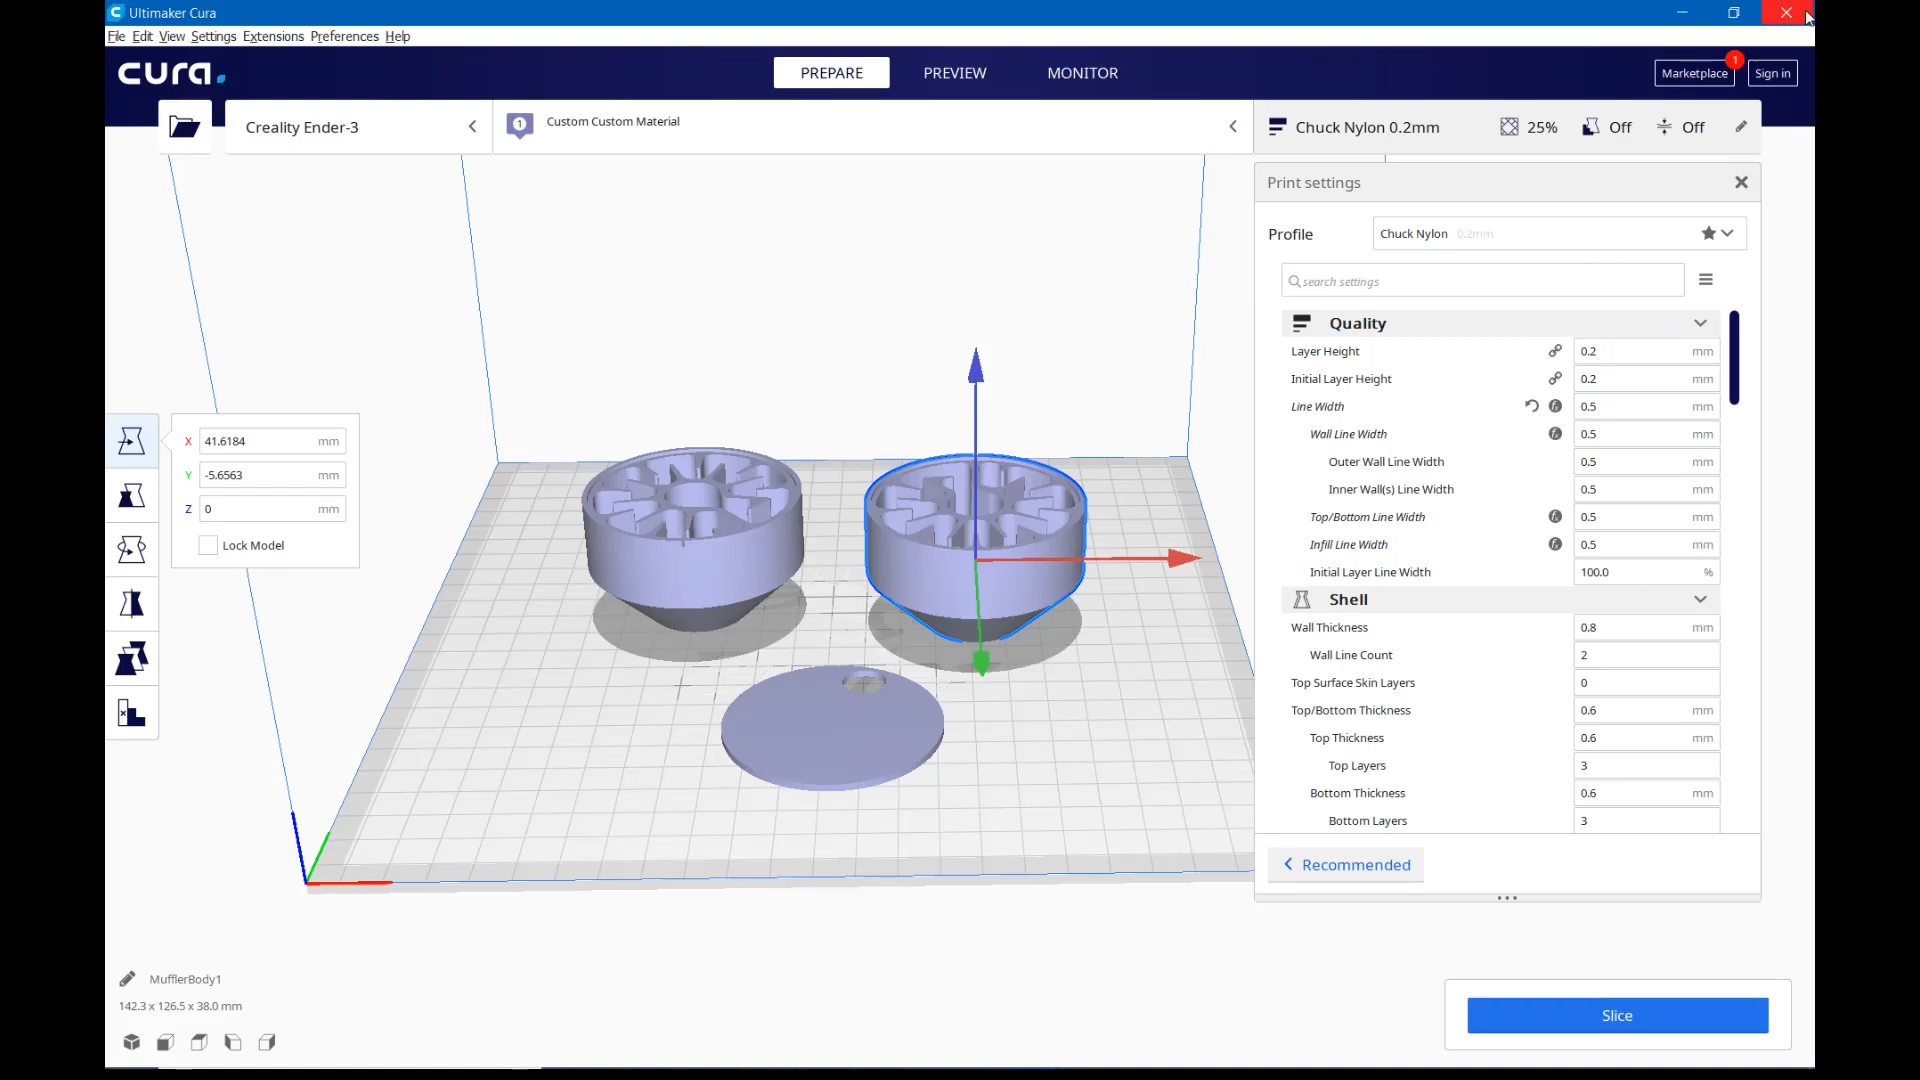 Ultimaker Cura
File Edit View Settings Extensions Preferences Help
cura.
PREPARE
PREVIEW
MONITOR
Marketplace
1
Sign in
Creality Ender-3
1
Custom Custom Material
Chuck Nylon 0.2mm
25%
Off
Off
Print settings
Profile
Chuck Nylon - 0.2mm
search settings
Quality
Layer Height 0.2 mm
Initial Layer Height 0.2 mm
Line Width 0.5 mm
Wall Line Width 0.5 mm
Outer Wall Line Width 0.5 mm
Inner Wall(s) Line Width 0.5 mm
Top/Bottom Line Width 0.5 mm
Infill Line Width 0.5 mm
Initial Layer Line Width 100.0 %
Shell
Wall Thickness 0.8 mm
Wall Line Count 2
Top Surface Skin Layers 0
Top/Bottom Thickness 0.6 mm
Top Thickness 0.6 mm
Top Layers 3
Bottom Thickness 0.6 mm
Bottom Layers 3
Recommended
X 41.6184 mm
Y -5.6563 mm
Z 0 mm
Lock Model
MufflerBody1
142.3 x 126.5 x 38.0 mm
Slice